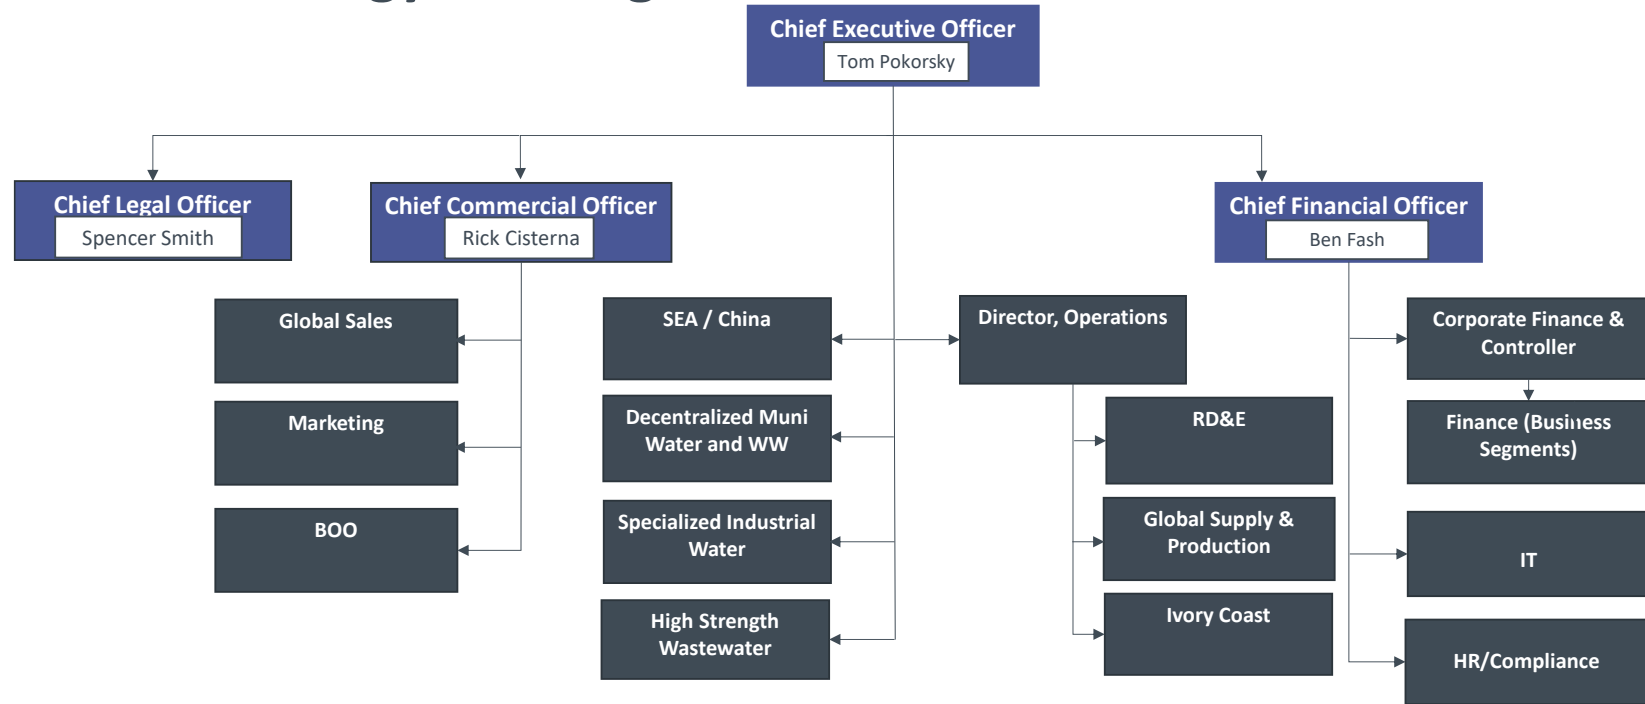 Chief Executive Officer
Tom Pokorsky
Chief Legal Officer
Spencer Smith
Chief Commercial Officer
Rick Cisterna
Chief Financial Officer
Ben Fash
Global Sales
Marketing
BOO
SEA / China
Decentralized Muni
Water and WW
Specialized Industrial
Water
High Strength
Wastewater
Director, Operations
RD&E
Global Supply &
Production
Ivory Coast
Corporate Finance &
Controller
Finance (Business
Segments)
IT
HR/Compliance